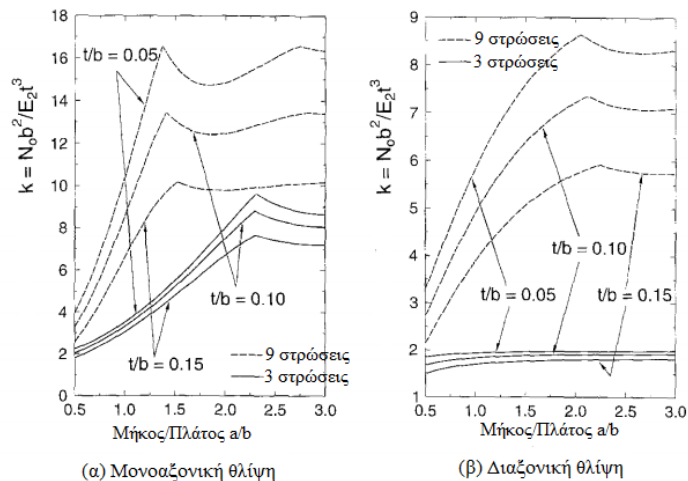 k = N₀b²/E₂t³
18
16
14
12
10
8
6
4
2
0
t/b = 0.05
t/b = 0.10
t/b = 0.15
9 στρώσεις
3 στρώσεις
0.5 1.0 1.5 2.0 2.5 3.0
Μήκος/Πλάτος a/b
(α) Μονοαξονική θλίψη
k = N₀b²/E₂t³
9
8
7
6
5
4
3
2
1
9 στρώσεις
3 στρώσεις
t/b = 0.10
t/b = 0.05
t/b = 0.15
0.5 1.0 1.5 2.0 2.5 3.0
Μήκος/Πλάτος a/b
(β) Διαξονική θλίψη